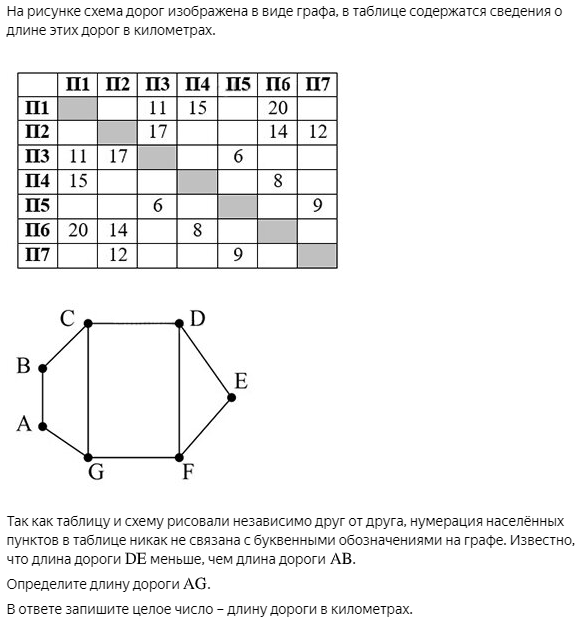 На рисунке схема дорог изображена в виде графа, в таблице содержатся сведения о
длине этих дорог в километрах.
П1 П2 П3 П4 П5 П6 П7
П1 11 15 20
П2 17 14 12
П3 11 17 6
П4 15 8
П5 6 9
П6 20 14 8
П7 12 9
C D
B E
A
G F
Так как таблицу и схему рисовали независимо друг от друга, нумерация населённых
пунктов в таблице никак не связана с буквенными обозначениями на графе. Известно,
что длина дороги DE меньше, чем длина дороги AB.
Определите длину дороги AG.
В ответе запишите целое число – длину дороги в километрах.